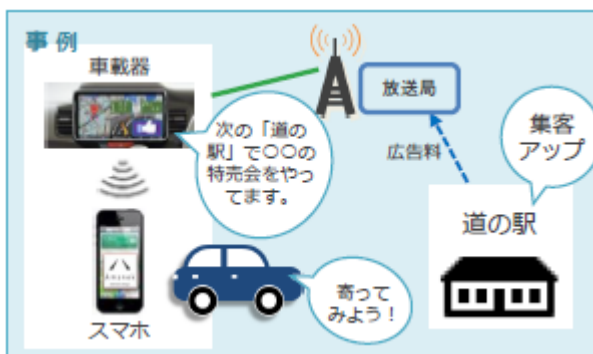 事例
車載器
放送局
次の「道の
駅」で〇〇の
特売会をやっ
てます。
広告料
集客
アップ
道の駅
寄って
みよう！
スマホ